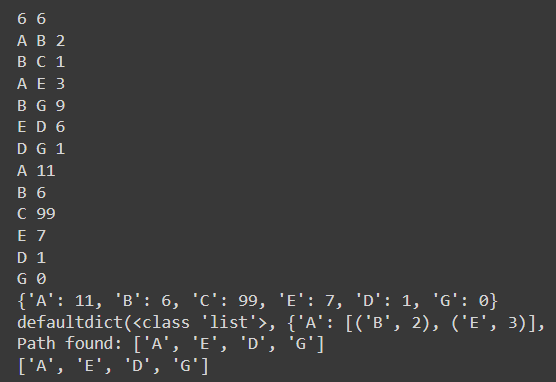 6 6
A B 2
B C 1
A E 3
B G 9
E D 6
D G 1
A 11
B 6
C 99
E 7
D 1
G 0
{'A': 11, 'B': 6, 'C': 99, 'E': 7, 'D': 1, 'G': 0}
defaultdict(<class 'list'>, {'A': [('B', 2), ('E', 3)],
Path found: ['A', 'E', 'D', 'G']
['A', 'E', 'D', 'G']